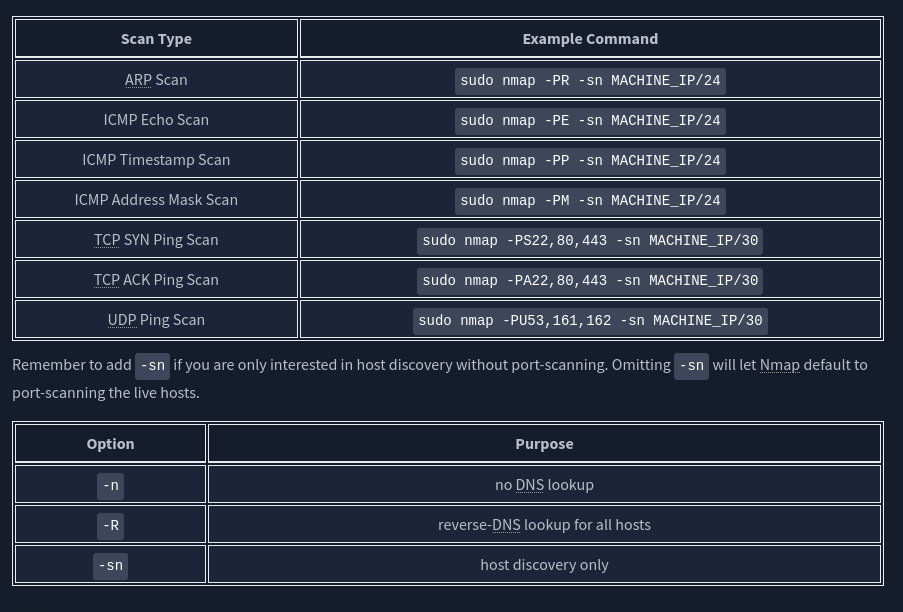 Scan Type Example Command
ARP Scan sudo nmap -PR -sn MACHINE_IP/24
ICMP Echo Scan sudo nmap -PE -sn MACHINE_IP/24
ICMP Timestamp Scan sudo nmap -PP -sn MACHINE_IP/24
ICMP Address Mask Scan sudo nmap -PM -sn MACHINE_IP/24
TCP SYN Ping Scan sudo nmap -PS22,80,443 -sn MACHINE_IP/30
TCP ACK Ping Scan sudo nmap -PA22,80,443 -sn MACHINE_IP/30
UDP Ping Scan sudo nmap -PU53,161,162 -sn MACHINE_IP/30
Remember to add -sn if you are only interested in host discovery without port-scanning. Omitting -sn will let Nmap default to
port-scanning the live hosts.
Option Purpose
-n no DNS lookup
-R reverse-DNS lookup for all hosts
-sn host discovery only